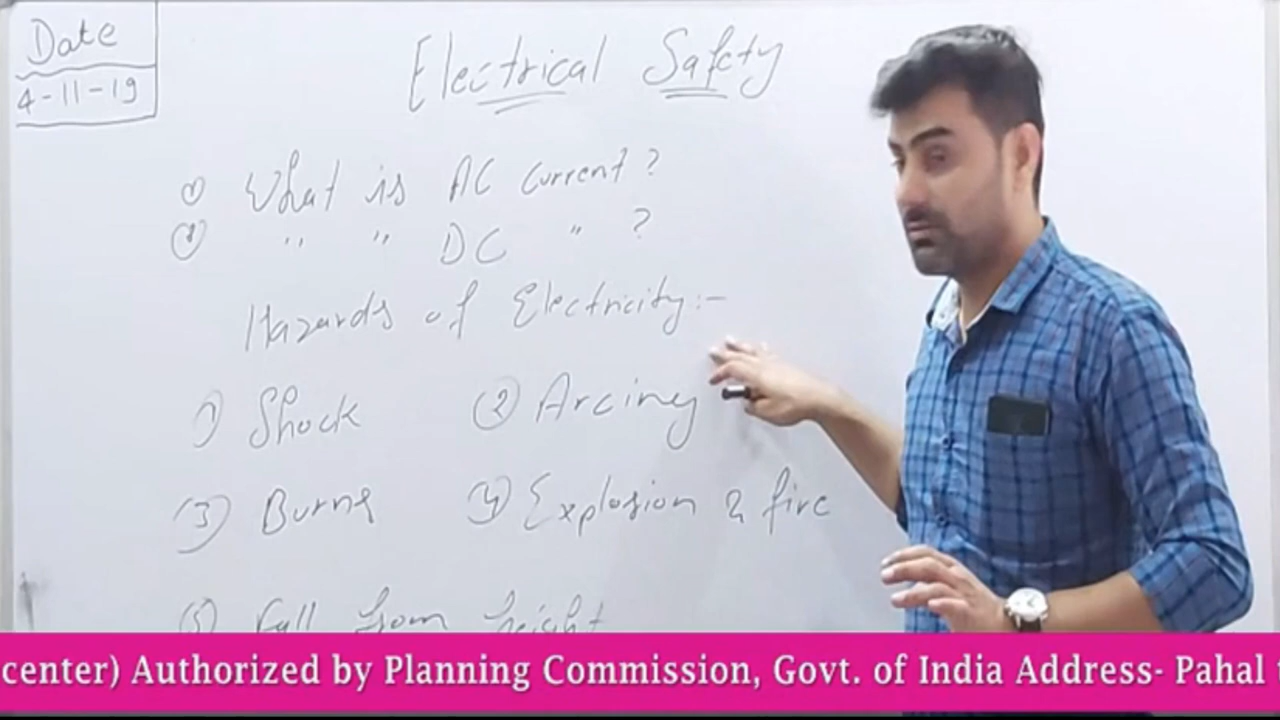 Date
4-11-19
Electrical Safety
① What is AC Current?
② " " DC " ?
Hazards of Electricity:-
① Shock ② Arcing
③ Burns ④ Explosion & fire
⑤ Fall from height
center) Authorized by Planning Commission, Govt. of India Address- Pahal